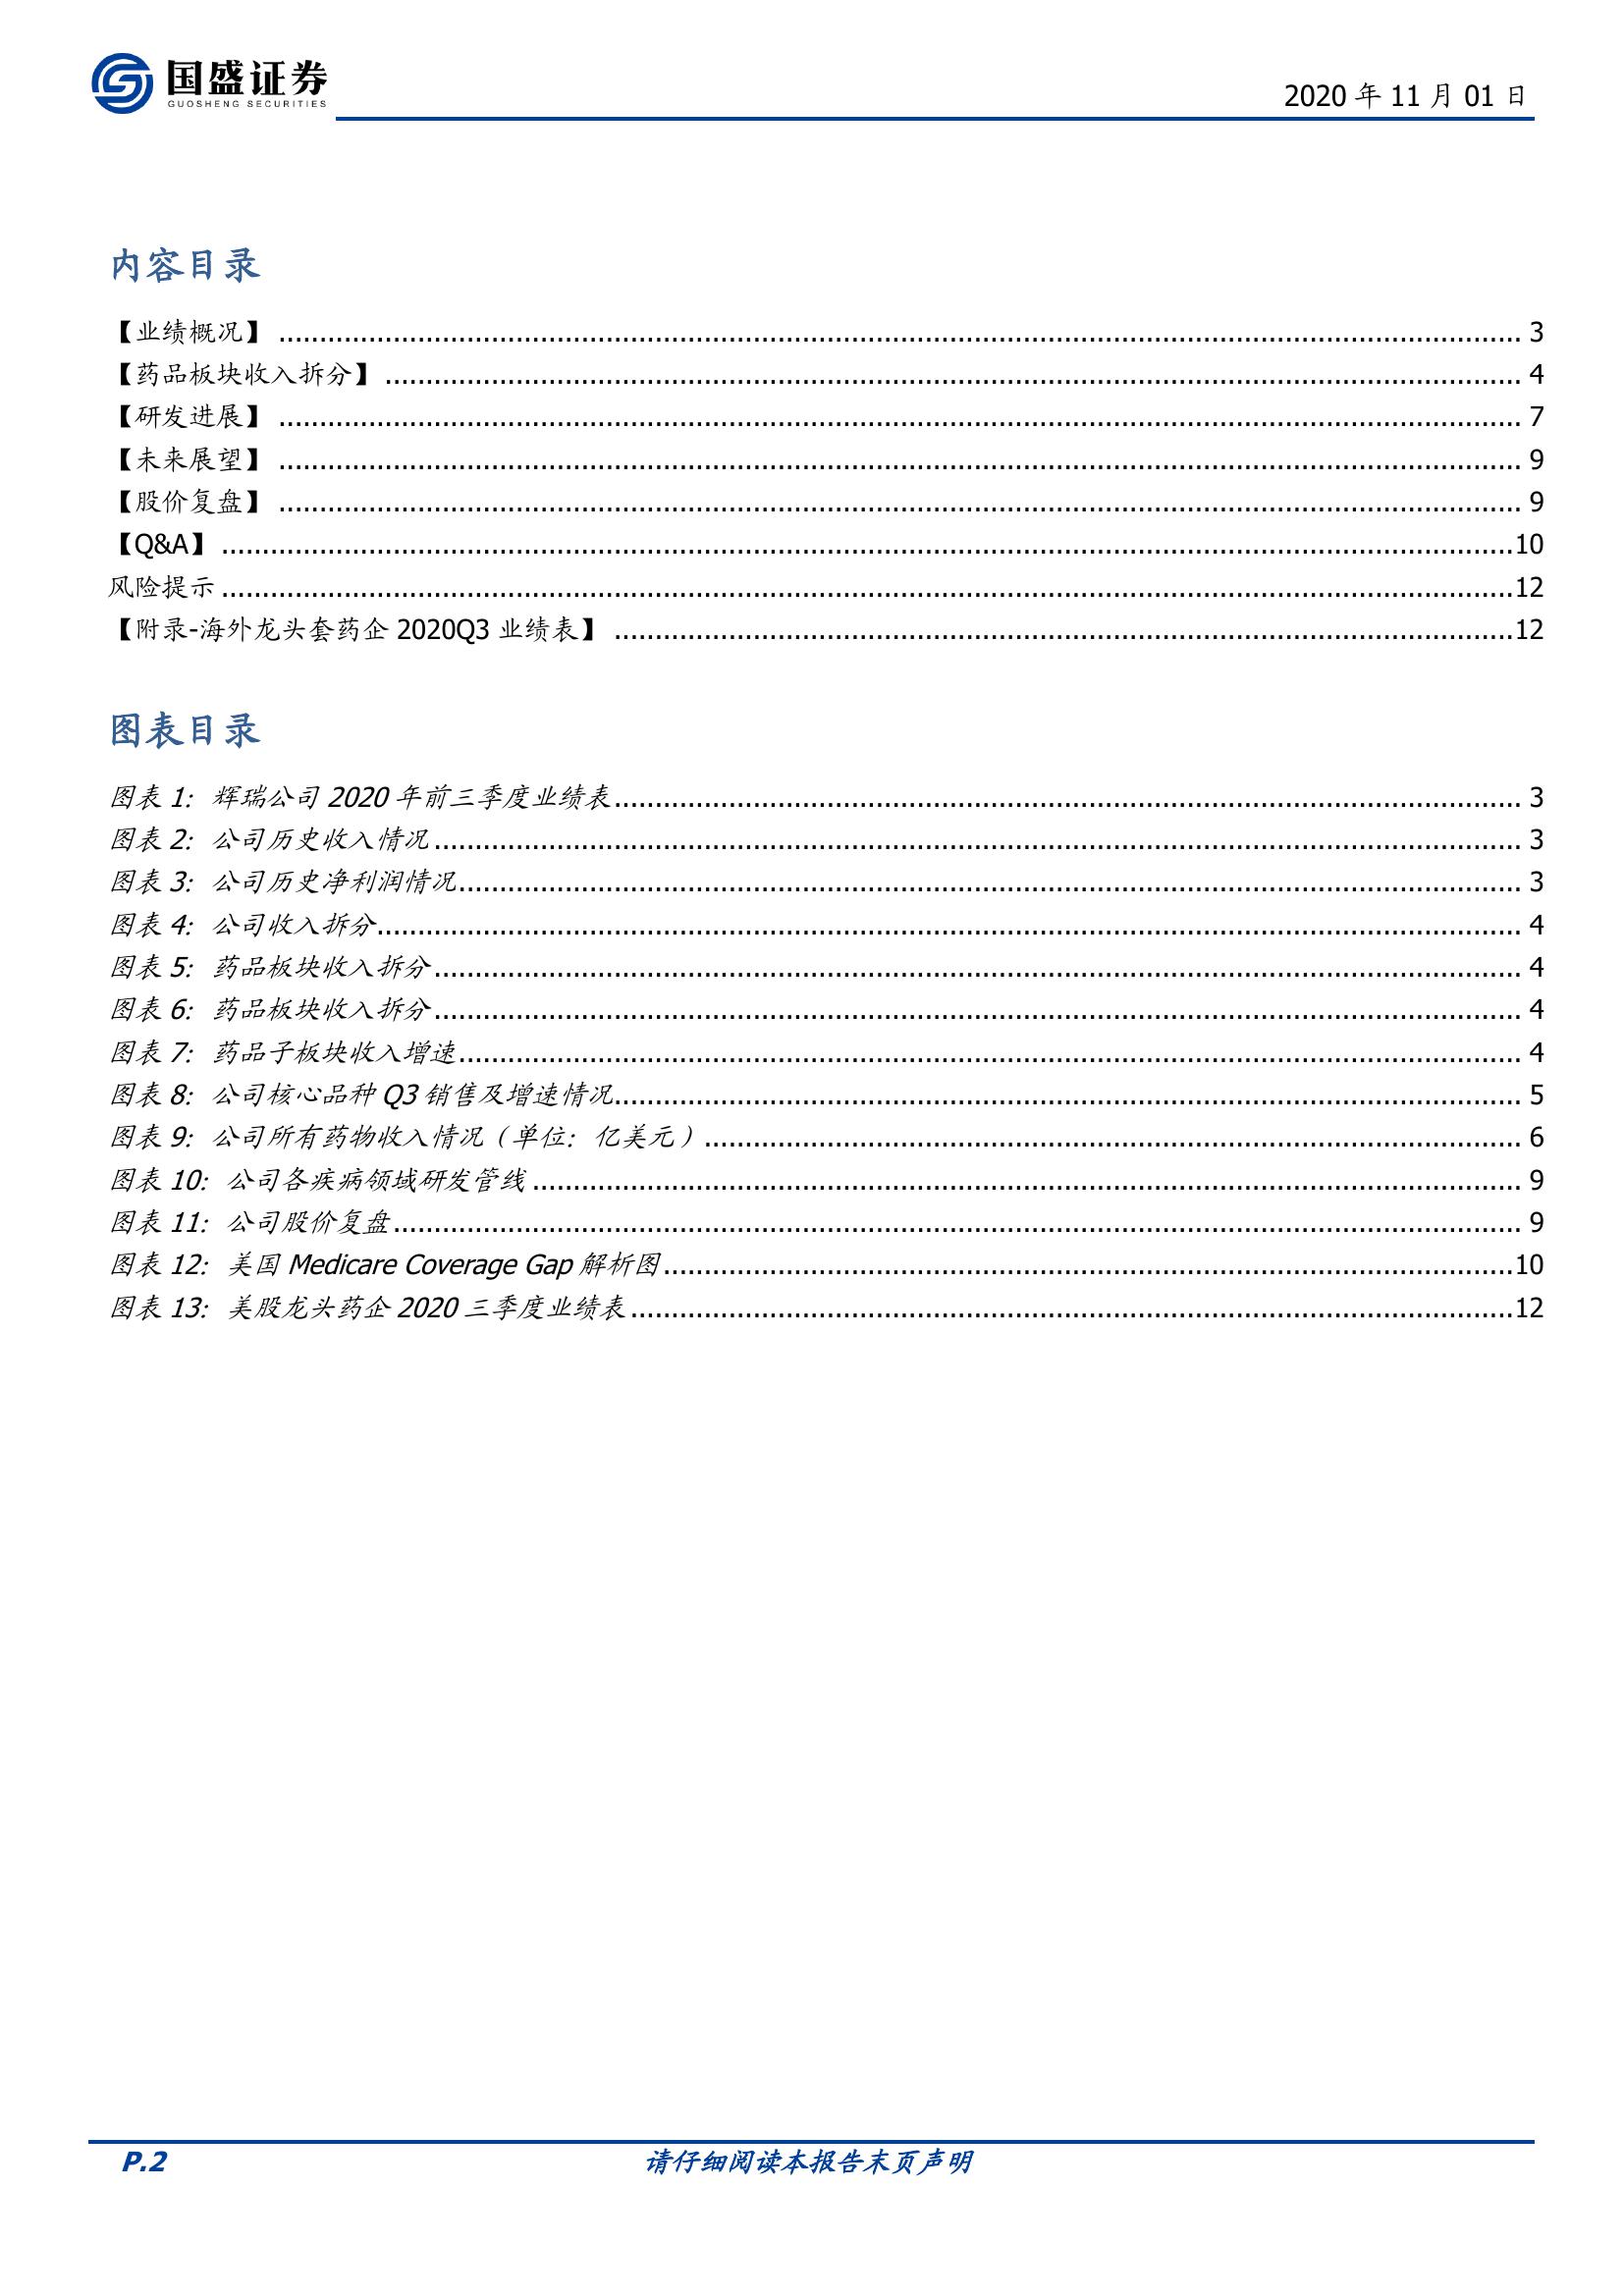 国盛证券
GUOSHENG SECURITIES
2020 年 11 月 01 日
内容目录
【业绩概况】 ........ 3
【药品板块收入拆分】 ........ 4
【研发进展】 ........ 7
【未来展望】 ........ 9
【股价复盘】 ........ 9
【Q&A】 ........ 10
风险提示 ........ 12
【附录-海外龙头套药企 2020Q3 业绩表】 ........ 12
图表目录
图表 1: 辉瑞公司 2020 年前三季度业绩表 ........ 3
图表 2: 公司历史收入情况 ........ 3
图表 3: 公司历史净利润情况 ........ 3
图表 4: 公司收入拆分 ........ 4
图表 5: 药品板块收入拆分 ........ 4
图表 6: 药品板块收入拆分 ........ 4
图表 7: 药品子板块收入增速 ........ 4
图表 8: 公司核心品种 Q3 销售及增速情况 ........ 5
图表 9: 公司所有药物收入情况（单位：亿美元） ........ 6
图表 10: 公司各疾病领域研发管线 ........ 9
图表 11: 公司股价复盘 ........ 9
图表 12: 美国 Medicare Coverage Gap 解析图 ........ 10
图表 13: 美股龙头药企 2020 三季度业绩表 ........ 12
P.2
请仔细阅读本报告末页声明